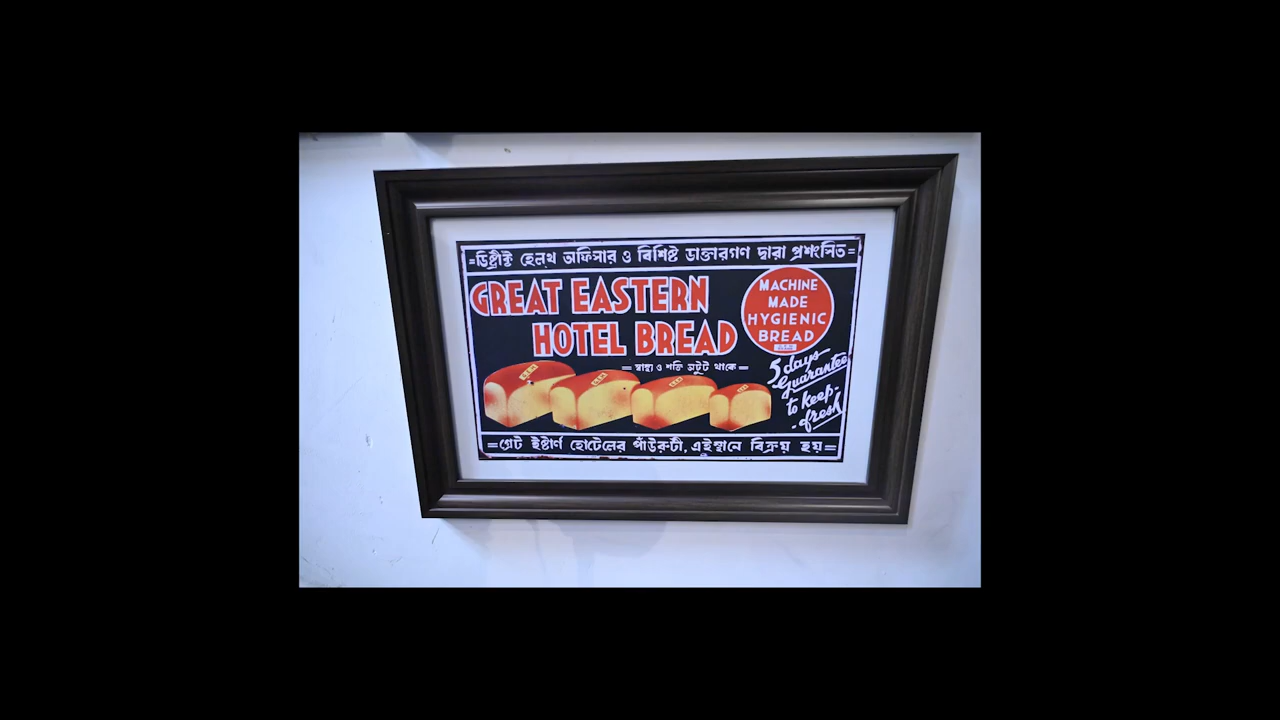 =ডিষ্ট্রীক্ট হেলথ অফিসার ও বিশিষ্ট ডাক্তারগণ দ্বারা প্রশংসিত=
GREAT EASTERN
HOTEL BREAD
MACHINE
MADE
HYGIENIC
BREAD
=স্বাস্থ্য ও শক্তি অটুট থাকে=
5 days
Guarantee
to keep-
-fresh
=গ্রেট ইষ্টার্ণ হোটেলের পাঁউরুটী, এইস্থানে বিক্রয় হয়=